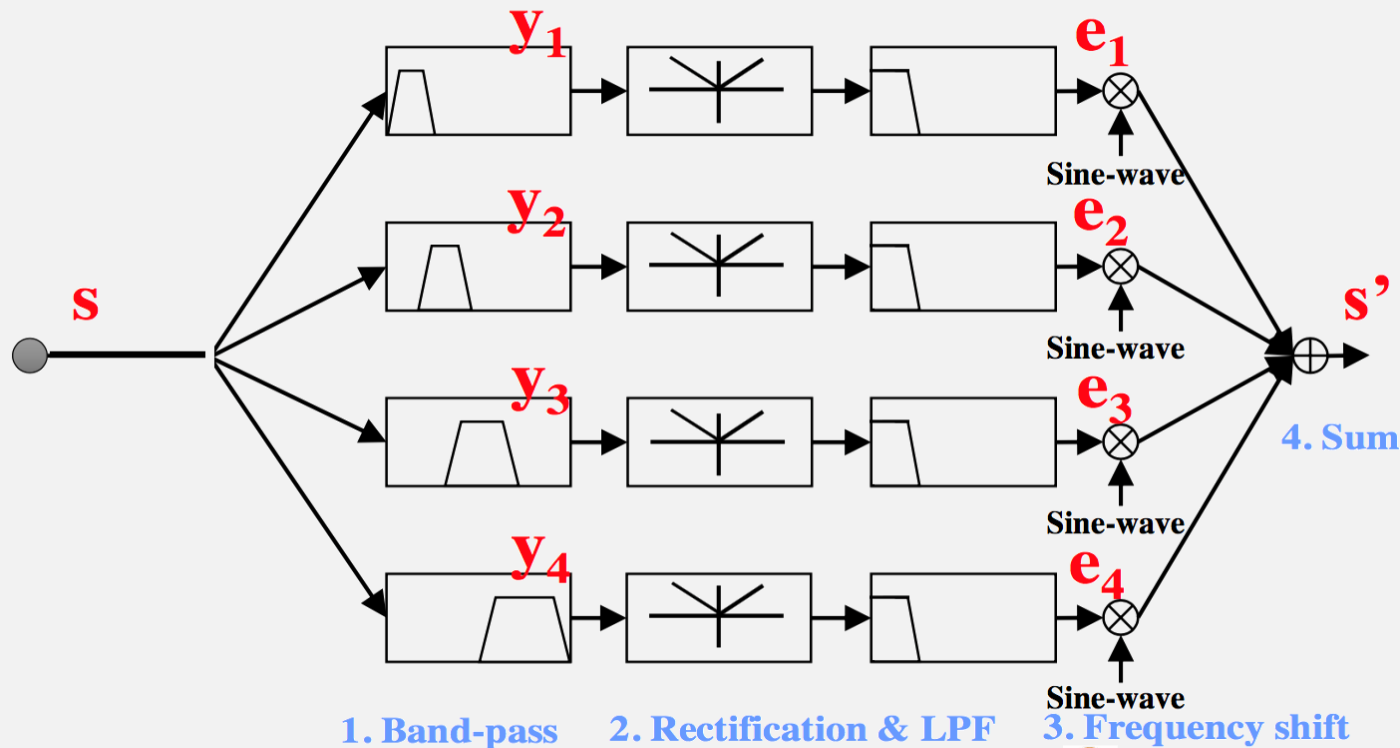 y1
e1
Sine-wave
y2
e2
s
s’
Sine-wave
y3
e3
4. Sum
Sine-wave
y4
e4
Sine-wave
1. Band-pass
2. Rectification & LPF
3. Frequency shift